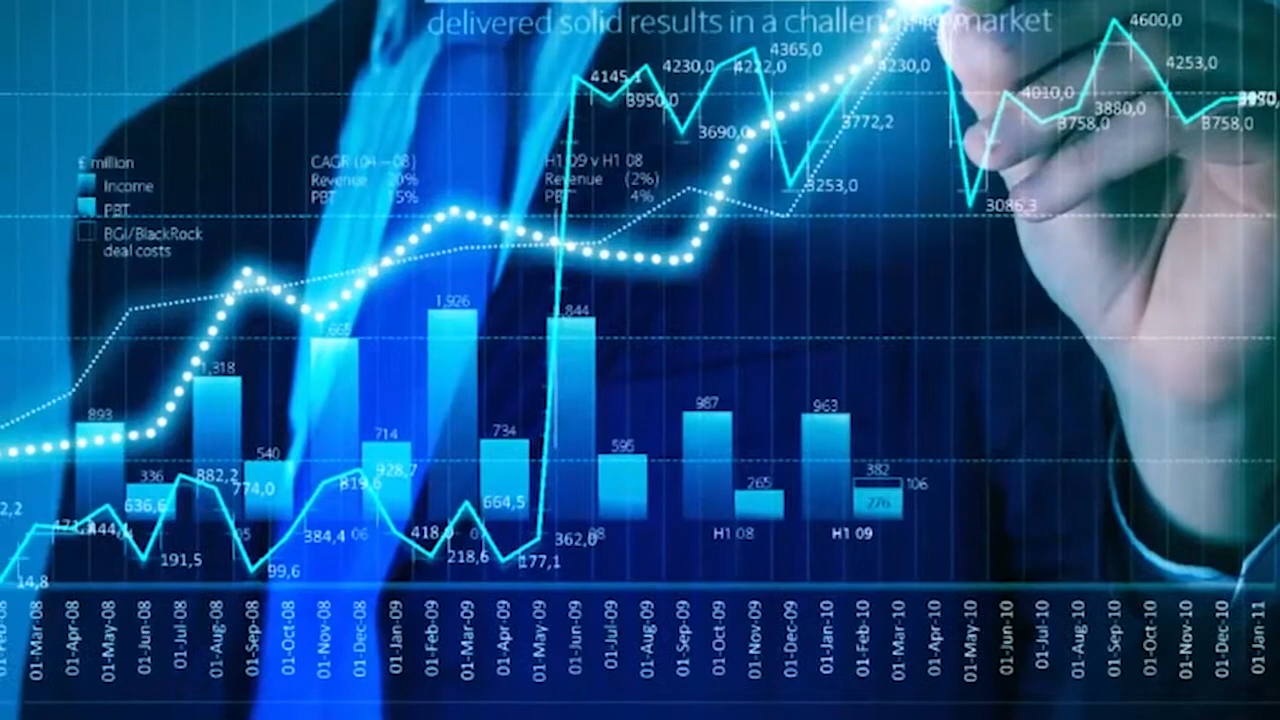 delivered solid results in a challenging market
4600,0
4365,0
4253,0
4145,1
4230,0
4212,0
4230,0
3950,0
4010,0
3880,0
3690,0
3772,2
3758,0
3758,0
3253,0
3086,3
£ million
Income
PBT
BGI/BlackRock
deal costs
CAGR (04 – 08)
Revenue 20%
H1 09 v H1 08
Revenue (2%)
PBT 4%
1,926
1,844
1,318
893
987
963
714
734
540
595
336
265
382
106
776
882,2
774,0
819,6
928,7
636,6
664,5
191,5
99,6
384,4
06
218,6
177,1
362,0
14,8
H1 08
H1 09
01-Mar-08
01-Apr-08
01-May-08
01-Jun-08
01-Jul-08
01-Aug-08
01-Sep-08
01-Oct-08
01-Nov-08
01-Dec-08
01-Jan-09
01-Feb-09
01-Mar-09
01-Apr-09
01-May-09
01-Jun-09
01-Jul-09
01-Aug-09
01-Sep-09
01-Oct-09
01-Nov-09
01-Dec-09
01-Jan-10
01-Feb-10
01-Mar-10
01-Apr-10
01-May-10
01-Jun-10
01-Jul-10
01-Aug-10
01-Sep-10
01-Oct-10
01-Nov-10
01-Dec-10
01-Jan-11